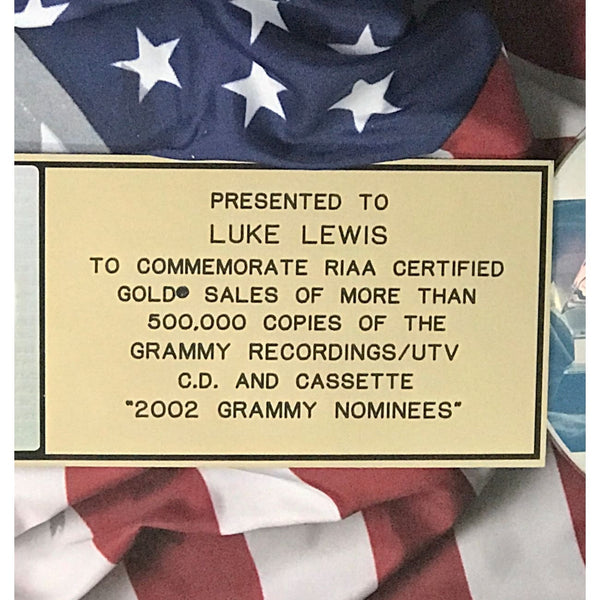 PRESENTED TO
LUKE LEWIS
TO COMMEMORATE RIAA CERTIFIED
GOLD® SALES OF MORE THAN
500,000 COPIES OF THE
GRAMMY RECORDINGS/UTV
C.D. AND CASSETTE
"2002 GRAMMY NOMINEES"